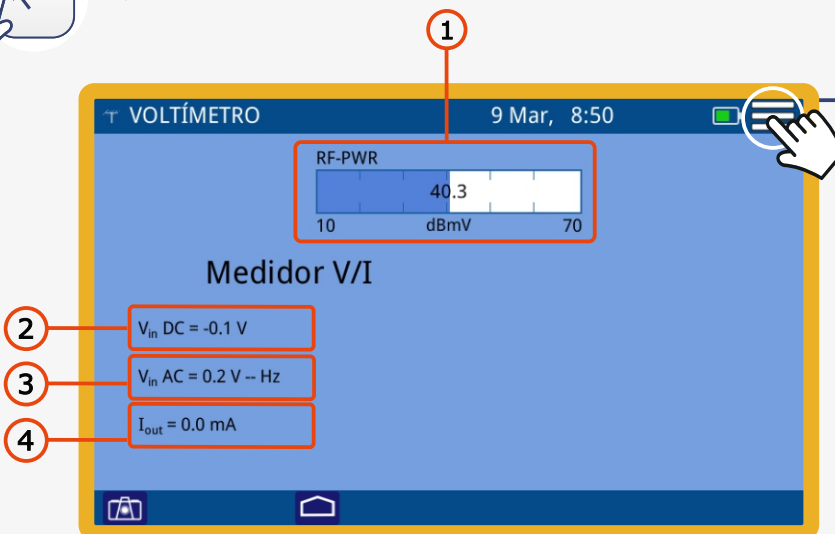 1
VOLTÍMETRO 9 Mar, 8:50
RF-PWR
40.3
10 dBmV 70
Medidor V/I
2
Vin DC = -0.1 V
3
Vin AC = 0.2 V -- Hz
4
Iout = 0.0 mA